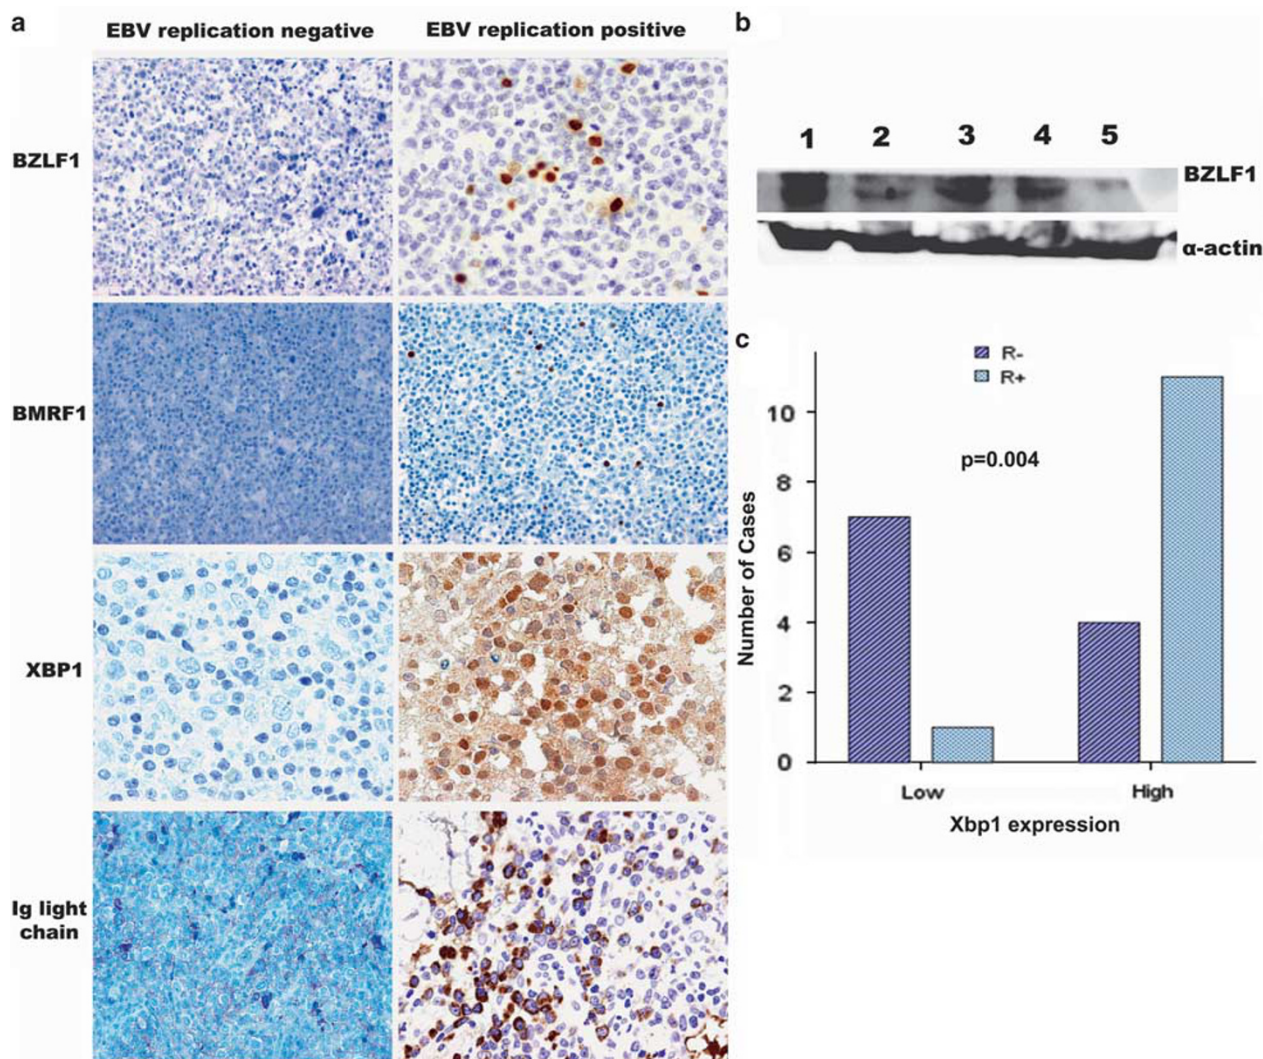 a
EBV replication negative
EBV replication positive
BZLF1
BMRF1
XBP1
Ig light
chain
b
1 2 3 4 5
BZLF1
α-actin
c
R-
R+
p=0.004
Number of Cases
10
8
6
4
2
0
Low
High
Xbp1 expression